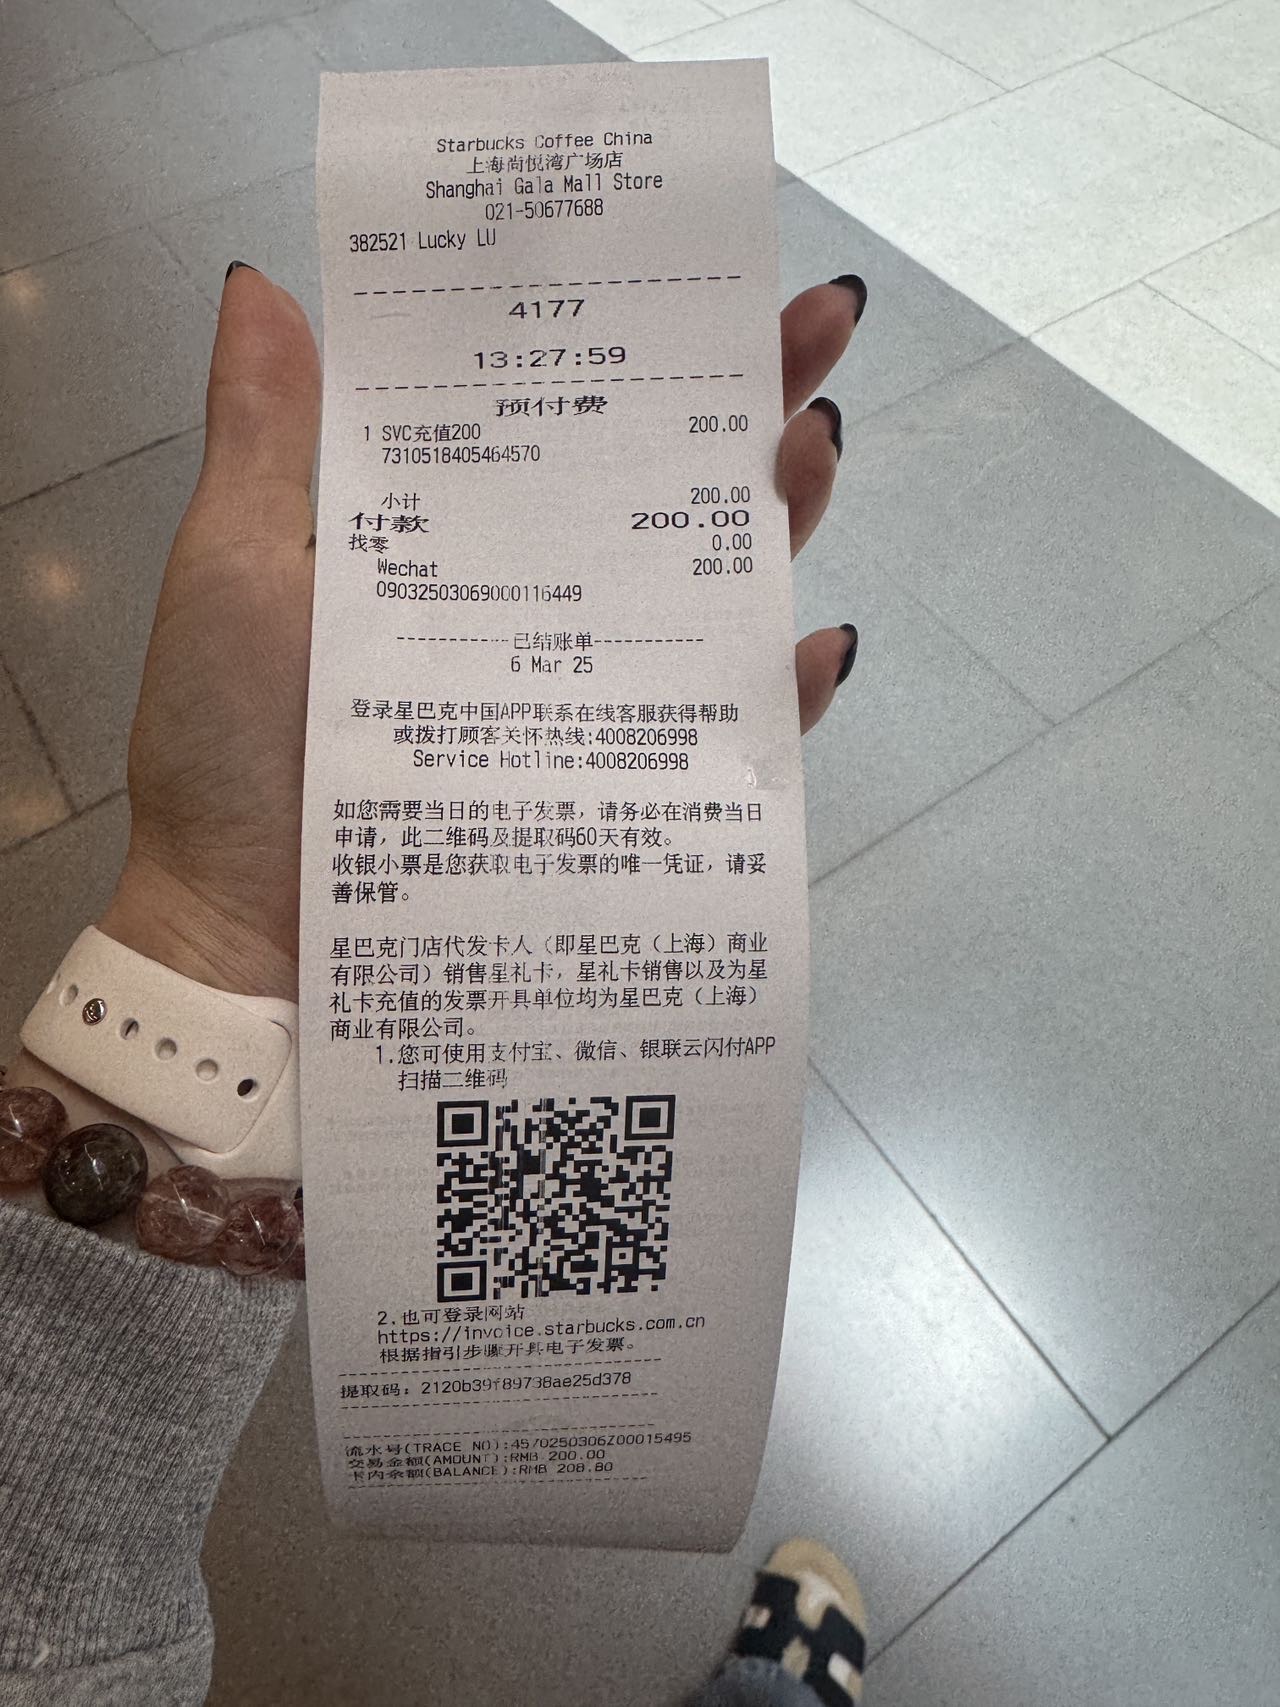 Starbucks Coffee China
上海尚悦湾广场店
Shanghai Gala Mall Store
021-50677688
382521 Lucky LU
4177
13:27:59
预付费
1 SVC充值200 200.00
7310518405464570
小计 200.00
付款 200.00
找零 0.00
Wechat 200.00
09032503069000116449
-----------已结账单-----------
6 Mar 25
登录星巴克中国APP联系在线客服获得帮助
或拨打顾客关怀热线:4008206998
Service Hotline:4008206998
如您需要当日的电子发票，请务必在消费当日
申请，此二维码及提取码60天有效。
收银小票是您获取电子发票的唯一凭证，请妥
善保管。
星巴克门店代发卡人（即星巴克（上海）商业
有限公司）销售星礼卡，星礼卡销售以及为星
礼卡充值的发票开具单位均为星巴克（上海）
商业有限公司。
1.您可使用支付宝、微信、银联云闪付APP
扫描二维码
2.也可登录网站
https://invoice.starbucks.com.cn
根据指引步骤开具电子发票。
提取码：2120b39f89738ae25d378
流水号(TRACE NO):4570250306Z00015495
交易金额(AMOUNT):RMB 200.00
卡内余额(BALANCE):RMB 208.80